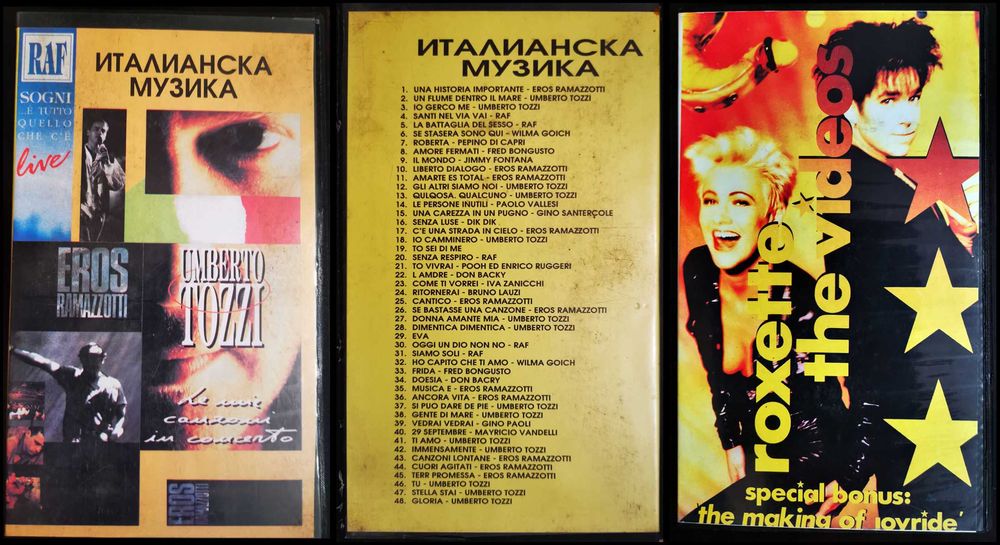 RAF
SOGNI
...È TUTTO
QUELLO
CHE C'È
live
ИТАЛИАНСКА
МУЗИКА
EROS
RAMAZZOTTI
UMBERTO
TOZZI
Le mie
canzoni
in concerto
EROS
RAMAZZOTTI
ИТАЛИАНСКА
МУЗИКА
1. UNA HISTORIA IMPORTANTE - EROS RAMAZZOTTI
2. UN FLUME DENTRO IL MARE - UMBERTO TOZZI
3. IO GERCO ME - UMBERTO TOZZI
4. SANTI NEL VIA VAI - RAF
5. LA BATTAGLIA DEL SESSO - RAF
6. SE STASERA SONO QUI - WILMA GOICH
7. ROBERTA - PEPINO DI CAPRI
8. AMORE FERMATI - FRED BONGUSTO
9. IL MONDO - JIMMY FONTANA
10. LIBERTO DIALOGO - EROS RAMAZZOTTI
11. AMARTE ES TOTAL - EROS RAMAZZOTTI
12. GLI ALTRI SIAMO NOI - UMBERTO TOZZI
13. QULQOSA. QUALCUNO - UMBERTO TOZZI
14. LE PERSONE INUTILI - PAOLO VALLESI
15. UNA CAREZZA IN UN PUGNO - GINO SANTERÇOLE
16. SENZA LUSE - DIK DIK
17. C'E UNA STRADA IN CIELO - EROS RAMAZZOTTI
18. IO CAMMINERO - UMBERTO TOZZI
19. TO SEI DI ME
20. SENZA RESPIRO - RAF
21. TO VIVRAI - POOH ED ENRICO RUGGERI
22. L AMDRE - DON BACKY
23. COME TI VORREI - IVA ZANICCHI
24. RITORNERAI - BRUNO LAUZI
25. CANTICO - EROS RAMAZZOTTI
26. SE BASTASSE UNA CANZONE - EROS RAMAZZOTTI
27. DONNA AMANTE MIA - UMBERTO TOZZI
28. DIMENTICA DIMENTICA - UMBERTO TOZZI
29. EVA
30. OGGI UN DIO NON NO - RAF
31. SIAMO SOLI - RAF
32. HO CAPITO CHE TI AMO - WILMA GOICH
33. FRIDA - FRED BONGUSTO
34. DOESIA - DON BACRY
35. MUSICA E - EROS RAMAZZOTTI
36. ANCORA VITA - EROS RAMAZZOTTI
37. SI PUO DARE DE PIE - UMBERTO TOZZI
38. GENTE DI MARE - UMBERTO TOZZI
39. VEDRAI VEDRAI - GINO PAOLI
40. 29 SEPTEMBRE - MAYRICIO VANDELLI
41. TI AMO - UMBERTO TOZZI
42. IMMENSAMENTE - UMBERTO TOZZI
43. CANZONI LONTANE - EROS RAMAZZOTTI
44. CUORI AGITATI - EROS RAMAZZOTTI
45. TERR PROMESSA - EROS RAMAZZOTTI
46. TU - UMBERTO TOZZI
47. STELLA STAI - UMBERTO TOZZI
48. GLORIA - UMBERTO TOZZI
roxette
the videos
special bonus:
'the making of joyride'